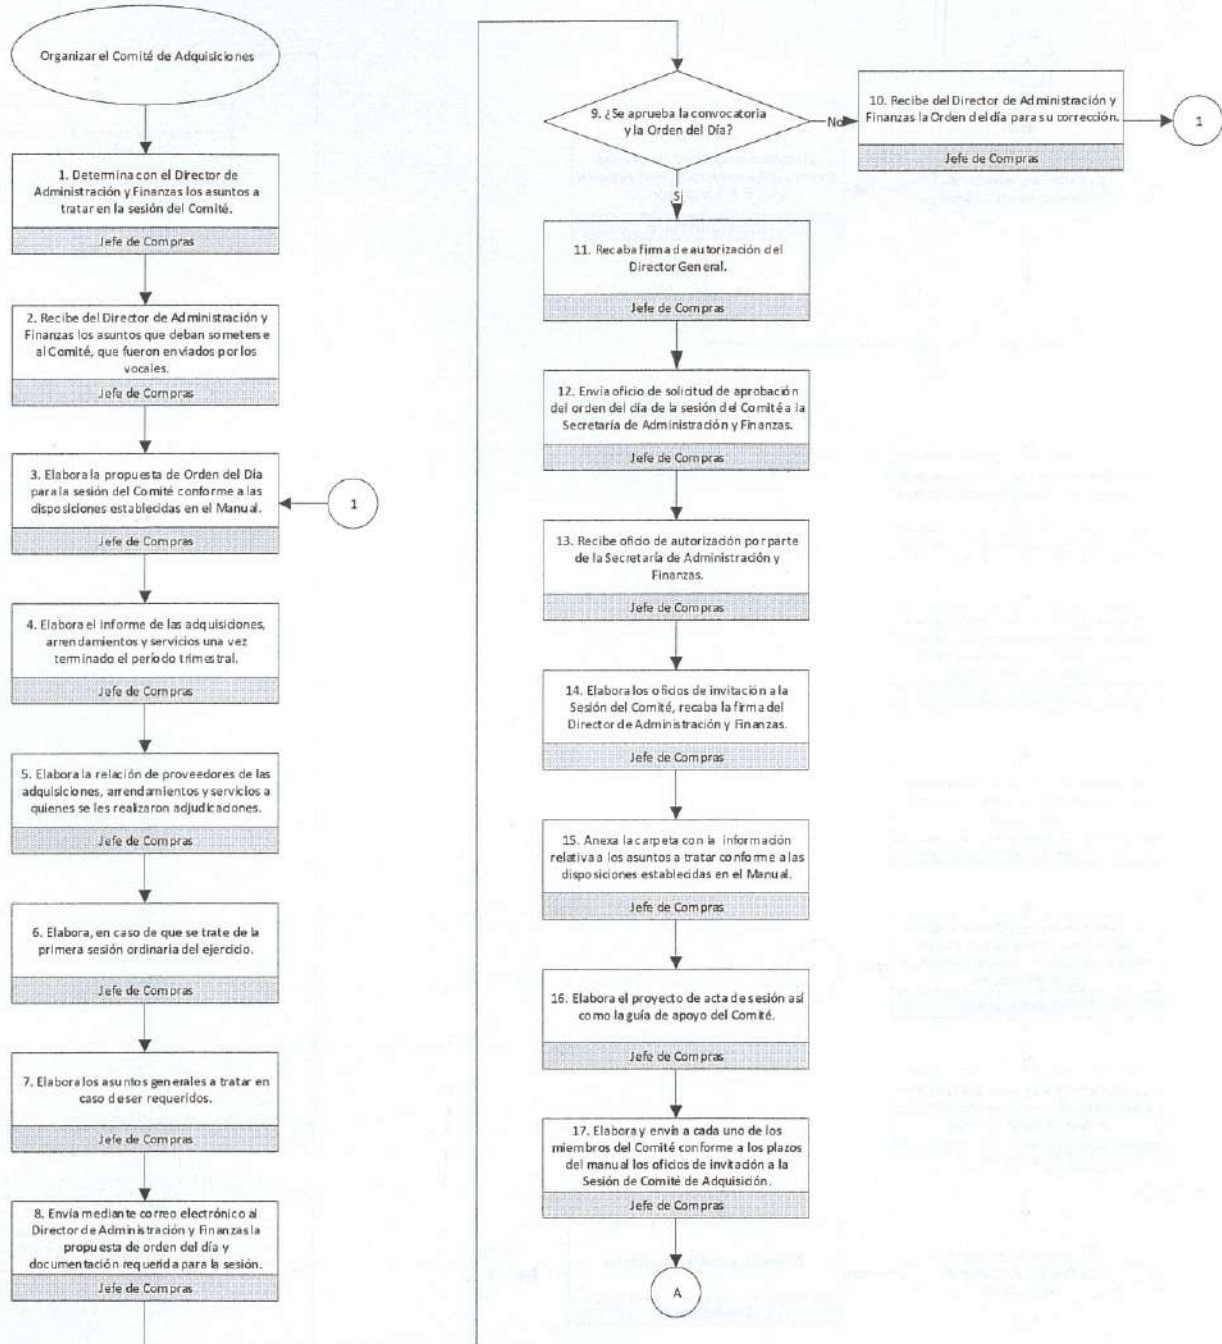 Organizar el Comité de Adquisiciones
1. Determina con el Director de
Administración y Finanzas los asuntos a
tratar en la sesión del Comité.
Jefe de Compras
2. Recibe del Director de Administración y
Finanzas los asuntos que deban someterse
al Comité, que fueron enviados por los
vocales.
Jefe de Compras
3. Elabora la propuesta de Orden del Día
para la sesión del Comité conforme a las
disposiciones establecidas en el Manual.
Jefe de Compras
1
4. Elabora el informe de las adquisiciones,
arrendamientos y servicios una vez
terminado el período trimestral.
Jefe de Compras
5. Elabora la relación de proveedores de las
adquisiciones, arrendamientos y servicios a
quienes se les realizaron adjudicaciones.
Jefe de Compras
6. Elabora, en caso de que se trate de la
primera sesión ordinaria del ejercicio.
Jefe de Compras
7. Elabora los asuntos generales a tratar en
caso de ser requeridos.
Jefe de Compras
8. Envía mediante correo electrónico al
Director de Administración y Finanzas la
propuesta de orden del día y
documentación requerida para la sesión.
Jefe de Compras
9. ¿Se aprueba la convocatoria
y la Orden del Día?
No
10. Recibe del Director de Administración y
Finanzas la Orden del día para su corrección.
Jefe de Compras
1
Si
11. Recaba firma de autorización del
Director General.
Jefe de Compras
12. Envía oficio de solicitud de aprobación
del orden del día de la sesión del Comité a la
Secretaría de Administración y Finanzas.
Jefe de Compras
13. Recibe oficio de autorización por parte
de la Secretaría de Administración y
Finanzas.
Jefe de Compras
14. Elabora los oficios de invitación a la
Sesión del Comité, recaba la firma del
Director de Administración y Finanzas.
Jefe de Compras
15. Anexa la carpeta con la información
relativa a los asuntos a tratar conforme a las
disposiciones establecidas en el Manual.
Jefe de Compras
16. Elabora el proyecto de acta de sesión así
como la guía de apoyo del Comité.
Jefe de Compras
17. Elabora y envía a cada uno de los
miembros del Comité conforme a los plazos
del manual los oficios de invitación a la
Sesión de Comité de Adquisición.
Jefe de Compras
A